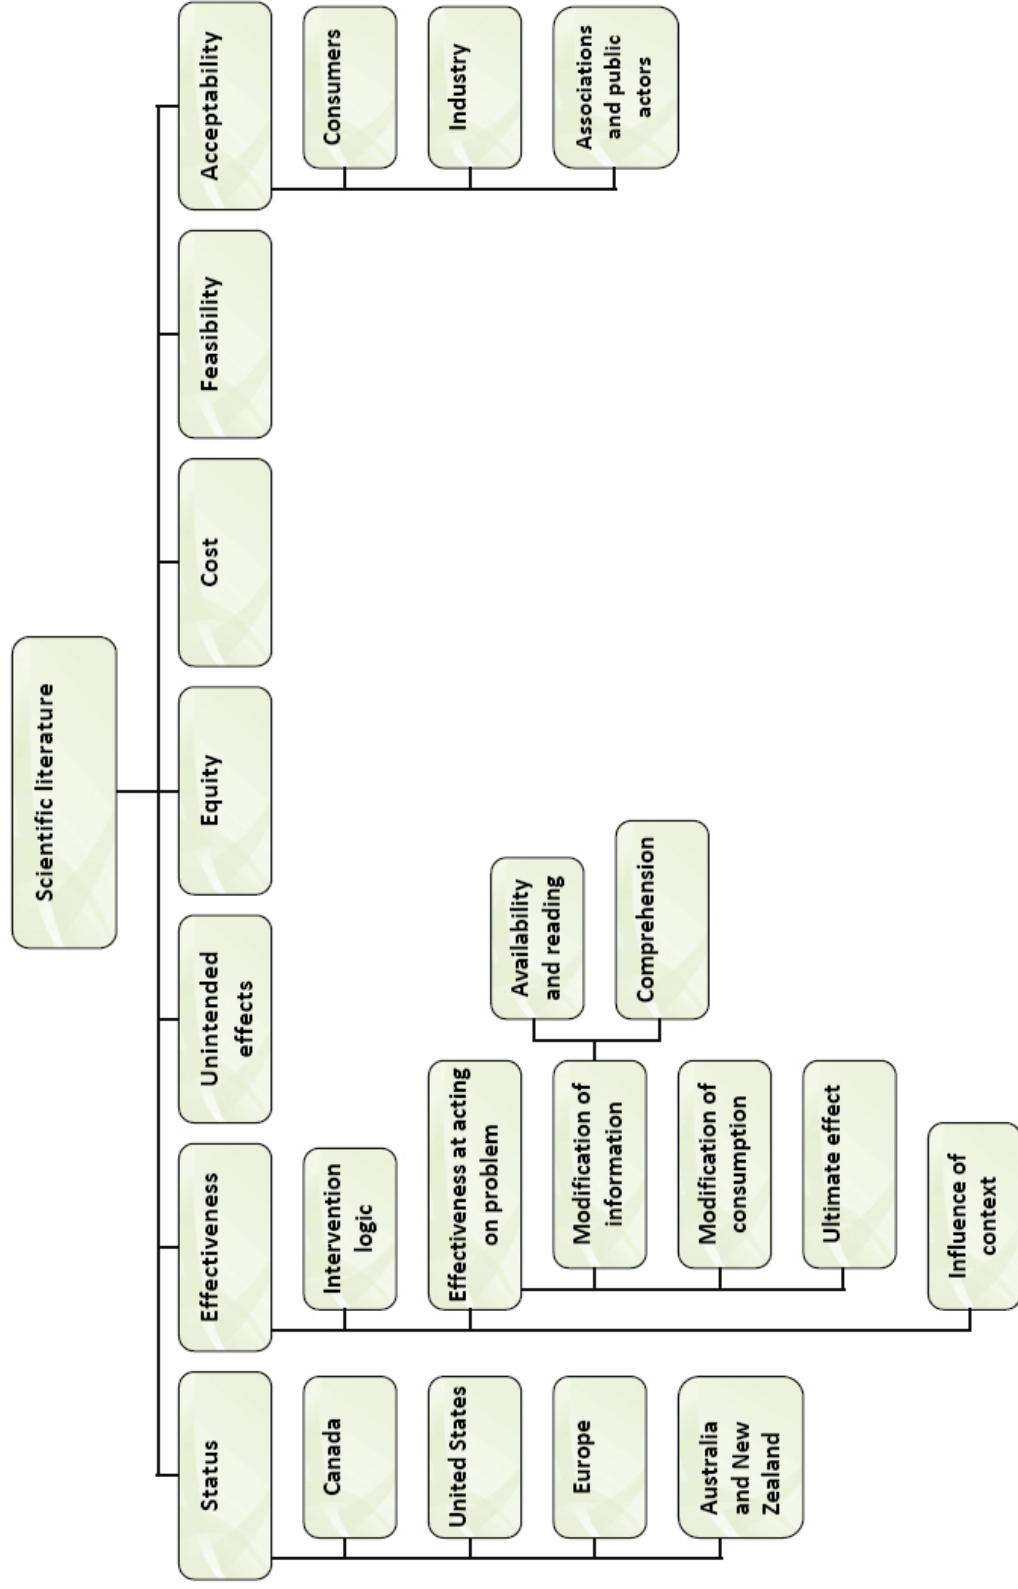 Scientific literature
Status
Canada
United States
Europe
Australia
and New
Zealand
Effectiveness
Intervention
logic
Effectiveness at acting
on problem
Modification of
information
Availability
and reading
Comprehension
Modification of
consumption
Ultimate effect
Influence of
context
Unintended
effects
Equity
Cost
Feasibility
Acceptability
Consumers
Industry
Associations
and public
actors